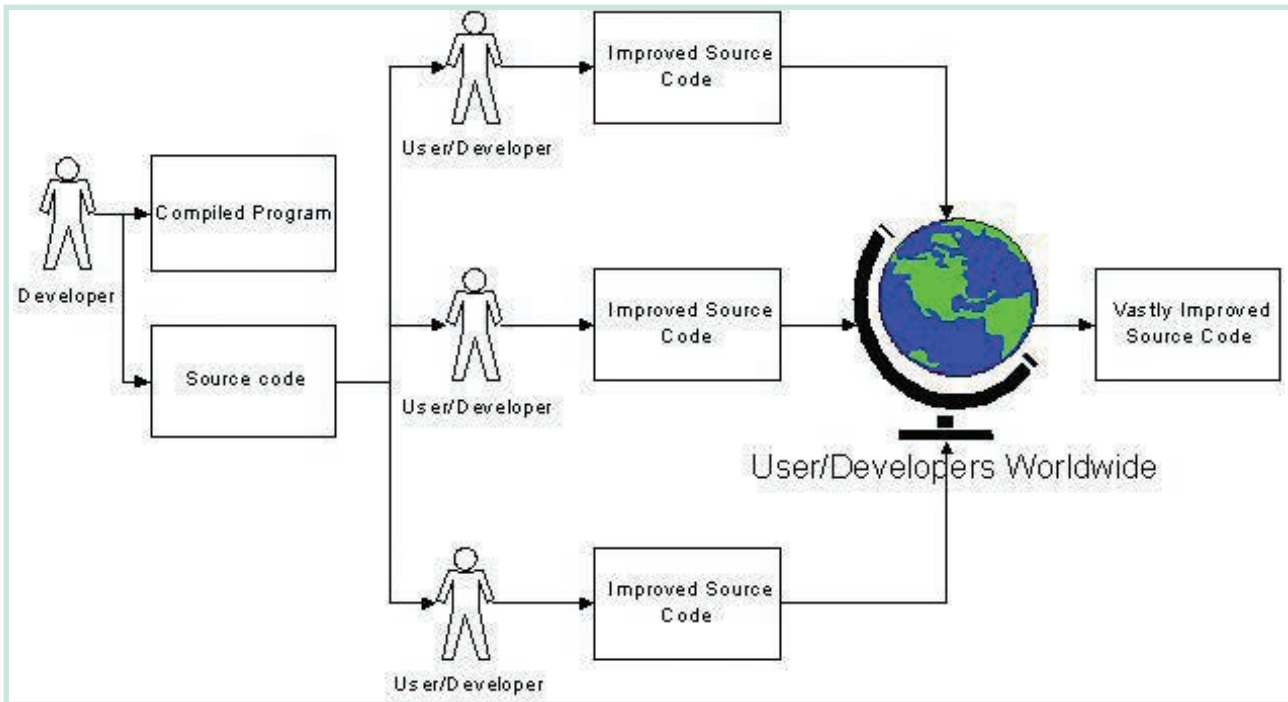 Improved Source
Code
User/Developer
Compiled Program
Developer
Improved Source
Code
Vastly Improved
Source Code
Source code
User/Developer
User/Developers Worldwide
Improved Source
Code
User/Developer